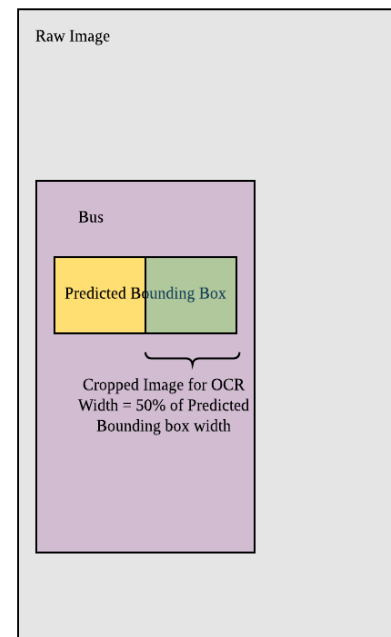 Raw Image
Bus
Predicted Bounding Box
Cropped Image for OCR
Width = 50% of Predicted
Bounding box width